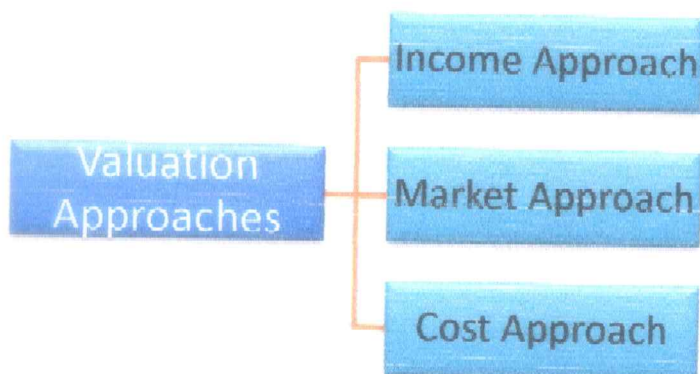 Valuation
Approaches
Income Approach
Market Approach
Cost Approach